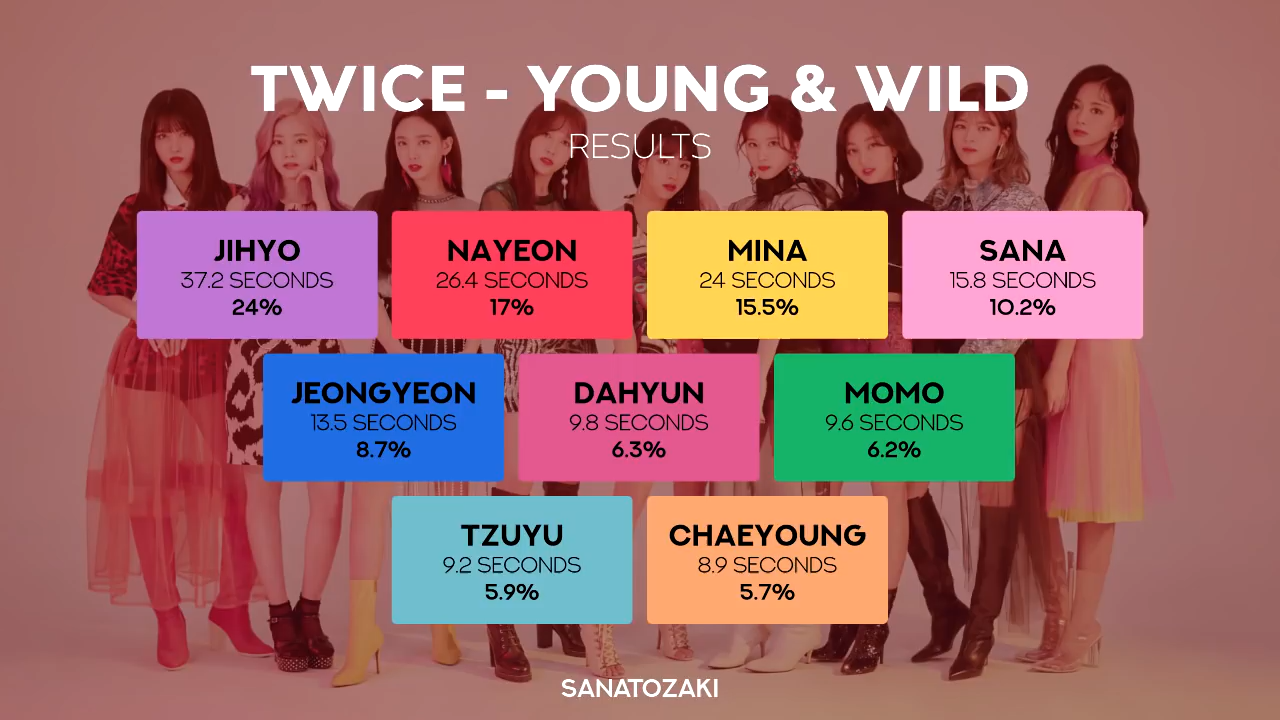 TWICE - YOUNG & WILD
RESULTS
JIHYO
37.2 SECONDS
24%
NAYEON
26.4 SECONDS
17%
MINA
24 SECONDS
15.5%
SANA
15.8 SECONDS
10.2%
JEONGYEON
13.5 SECONDS
8.7%
DAHYUN
9.8 SECONDS
6.3%
MOMO
9.6 SECONDS
6.2%
TZUYU
9.2 SECONDS
5.9%
CHAEYOUNG
8.9 SECONDS
5.7%
SANATOZAKI